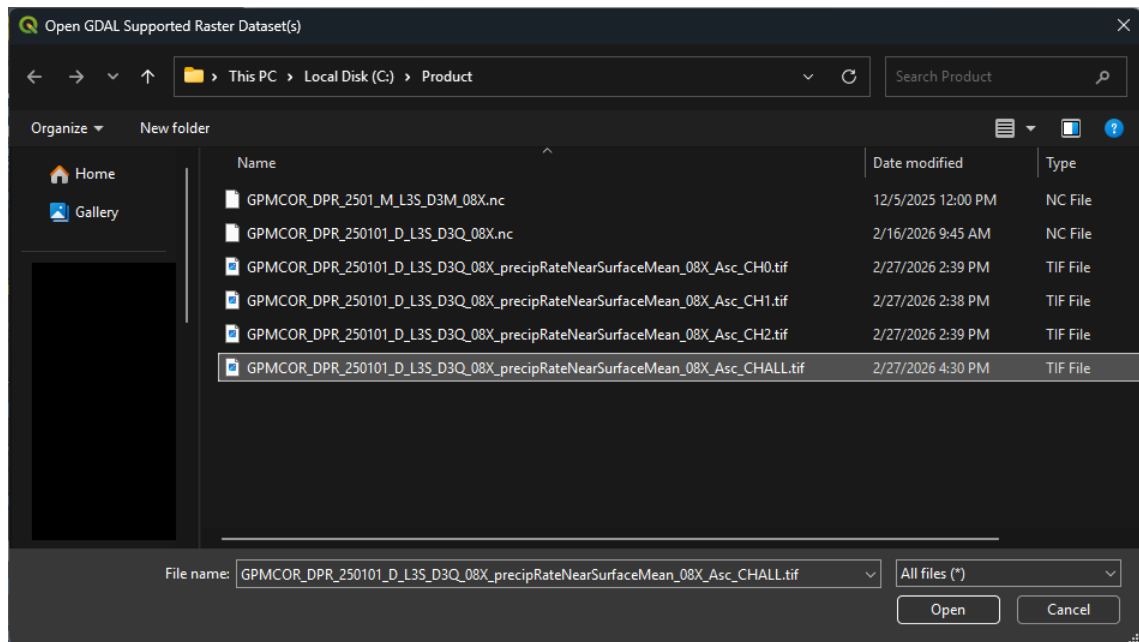 Open GDAL Supported Raster Dataset(s)
This PC > Local Disk (C:) > Product
Search Product
Organize
New folder
Home
Gallery
Name Date modified Type
GPMCOR_DPR_2501_M_L3S_D3M_08X.nc 12/5/2025 12:00 PM NC File
GPMCOR_DPR_250101_D_L3S_D3Q_08X.nc 2/16/2026 9:45 AM NC File
GPMCOR_DPR_250101_D_L3S_D3Q_08X_precipRateNearSurfaceMean_08X_Asc_CH0.tif 2/27/2026 2:39 PM TIF File
GPMCOR_DPR_250101_D_L3S_D3Q_08X_precipRateNearSurfaceMean_08X_Asc_CH1.tif 2/27/2026 2:38 PM TIF File
GPMCOR_DPR_250101_D_L3S_D3Q_08X_precipRateNearSurfaceMean_08X_Asc_CH2.tif 2/27/2026 2:39 PM TIF File
GPMCOR_DPR_250101_D_L3S_D3Q_08X_precipRateNearSurfaceMean_08X_Asc_CHALL.tif 2/27/2026 4:30 PM TIF File
File name: GPMCOR_DPR_250101_D_L3S_D3Q_08X_precipRateNearSurfaceMean_08X_Asc_CHALL.tif
All files (*)
Open
Cancel